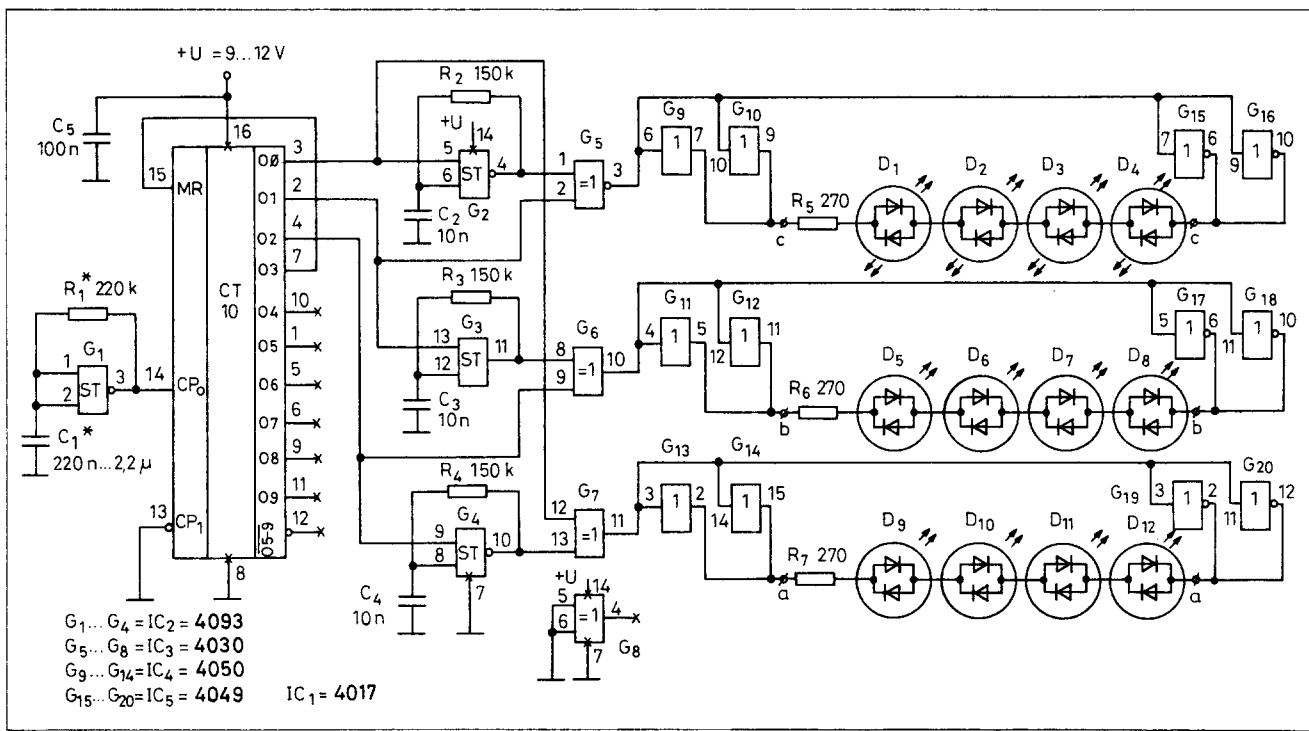 +U = 9...12 V
C5 100n
16
15 MR
CT 10
3 O0
2 O1
4 O2
7 O3
10 O4
1 O5
5 O6
6 O7
9 O8
11 O9
12 O5-9
14 CP0
13 CP1
8
R1* 220 k
G1
1
2
ST
3
C1*
220 n...2,2 µ
R2 150 k
+U
14
5
6
ST
4
G2
C2
10 n
R3 150 k
G3
13
12
ST
11
C3
10n
R4 150 k
G4
9
8
ST
10
7
C4
10n
G5
1
2
=1
3
G6
8
9
=1
10
G7
12
13
=1
11
+U
14
5
6
=1
4
7
G8
G9
6
1
7
G10
10
1
9
c
R5 270
D1
D2
D3
D4
c
G15
7
1
6
G16
9
1
10
G11
4
1
5
G12
12
1
11
b
R6 270
D5
D6
D7
D8
b
G17
5
1
6
G18
11
1
10
G13
3
1
2
G14
14
1
15
a
R7 270
D9
D10
D11
D12
a
G19
3
1
2
G20
11
1
12
G1...G4 = IC2 = 4093
G5...G8 = IC3 = 4030
G9...G14 = IC4 = 4050
G15...G20 = IC5 = 4049 IC1 = 4017